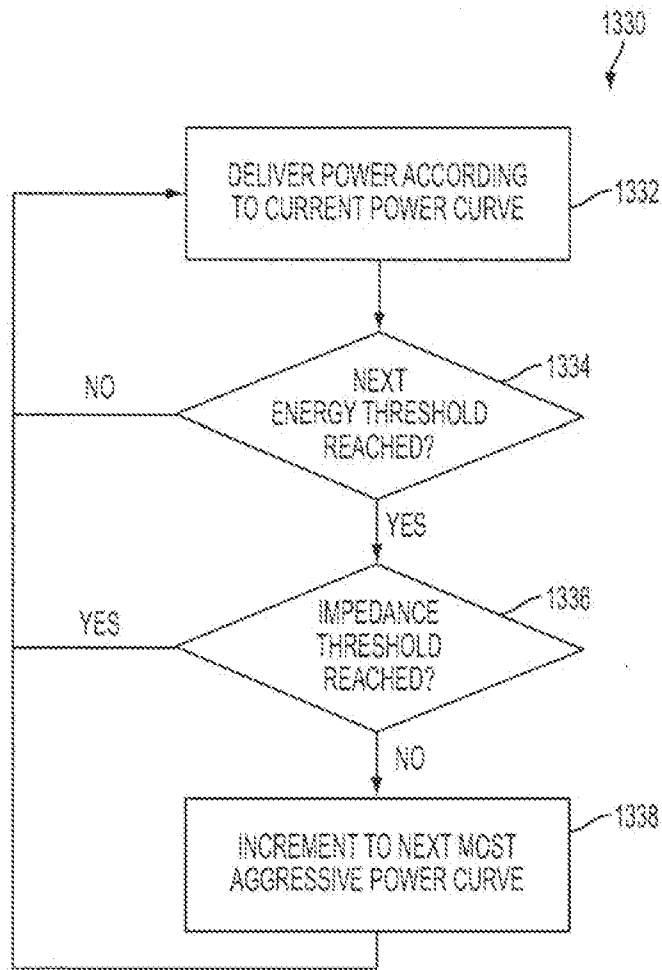 1330
DELIVER POWER ACCORDING
TO CURRENT POWER CURVE
1332
1334
NEXT
ENERGY THRESHOLD
REACHED?
NO
YES
1336
IMPEDANCE
THRESHOLD
REACHED?
YES
NO
1338
INCREMENT TO NEXT MOST
AGGRESSIVE POWER CURVE